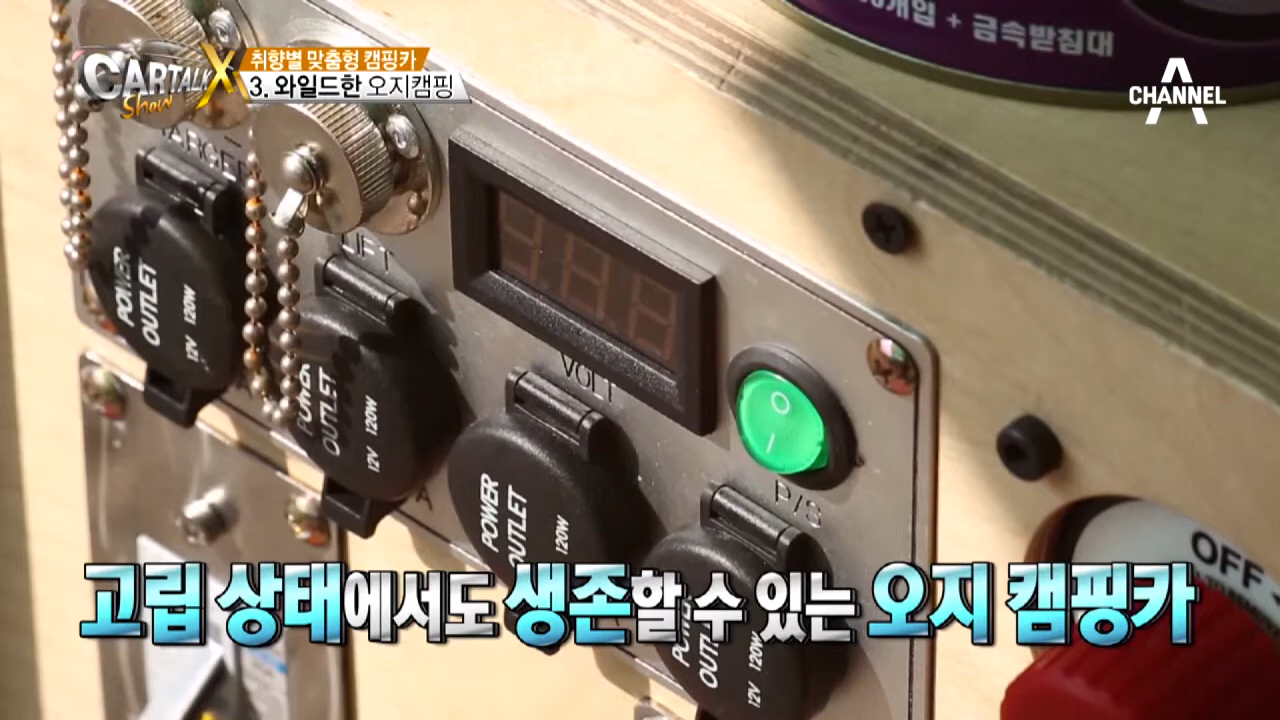 개입 + 금속받침대
CARTALK X
Show
취향별 맞춤형 캠핑카
3. 와일드한 오지캠핑
CHANNEL A
POWER
OUTLET
12V 120W
LIFT
POWER
OUTLET
12V 120W
VOLT
POWER
OUTLET
120W
O
P/S
POWER
OUTLET
12V 120W
OFF
고립 상태에서도 생존할 수 있는 오지 캠핑카